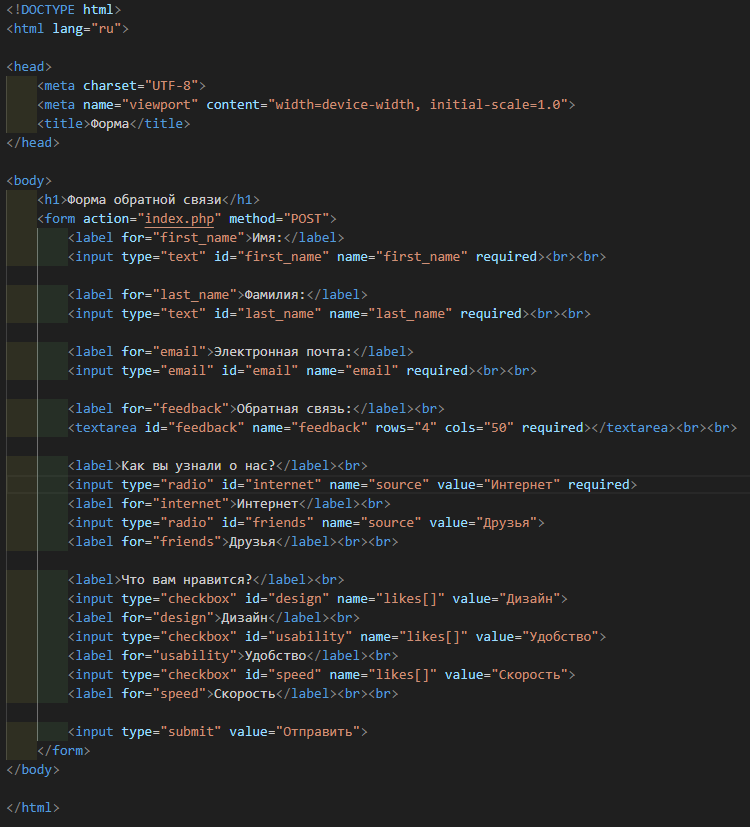 <!DOCTYPE html>
<html lang="ru">
<head>
<meta charset="UTF-8">
<meta name="viewport" content="width=device-width, initial-scale=1.0">
<title>Форма</title>
</head>
<body>
<h1>Форма обратной связи</h1>
<form action="index.php" method="POST">
<label for="first_name">Имя:</label>
<input type="text" id="first_name" name="first_name" required><br><br>
<label for="last_name">Фамилия:</label>
<input type="text" id="last_name" name="last_name" required><br><br>
<label for="email">Электронная почта:</label>
<input type="email" id="email" name="email" required><br><br>
<label for="feedback">Обратная связь:</label><br>
<textarea id="feedback" name="feedback" rows="4" cols="50" required></textarea><br><br>
<label>Как вы узнали о нас?</label><br>
<input type="radio" id="internet" name="source" value="Интернет" required>
<label for="internet">Интернет</label><br>
<input type="radio" id="friends" name="source" value="Друзья">
<label for="friends">Друзья</label><br><br>
<label>Что вам нравится?</label><br>
<input type="checkbox" id="design" name="likes[]" value="Дизайн">
<label for="design">Дизайн</label><br>
<input type="checkbox" id="usability" name="likes[]" value="Удобство">
<label for="usability">Удобство</label><br>
<input type="checkbox" id="speed" name="likes[]" value="Скорость">
<label for="speed">Скорость</label><br><br>
<input type="submit" value="Отправить">
</form>
</body>
</html>